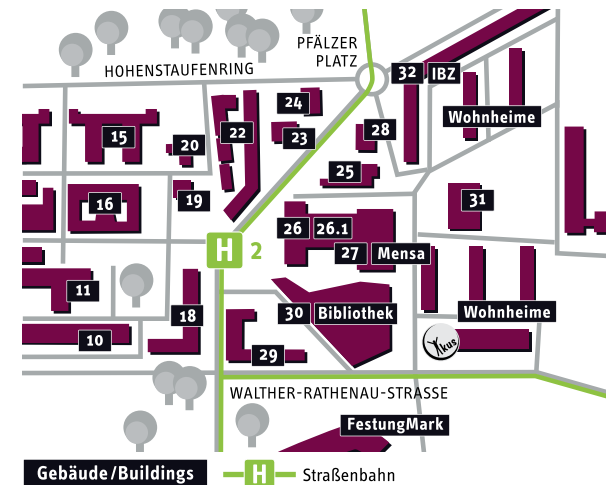 PFÄLZER
PLATZ
HOHENSTAUFENRING
32 IBZ
24
Wohnheime
15
22
23
28
20
25
19
31
16
26
26.1
H 2
27 Mensa
11
18
30 Bibliothek
Wohnheime
10
29
kus
WALTHER-RATHENAU-STRASSE
FestungMark
Gebäude/Buildings
H Straßenbahn